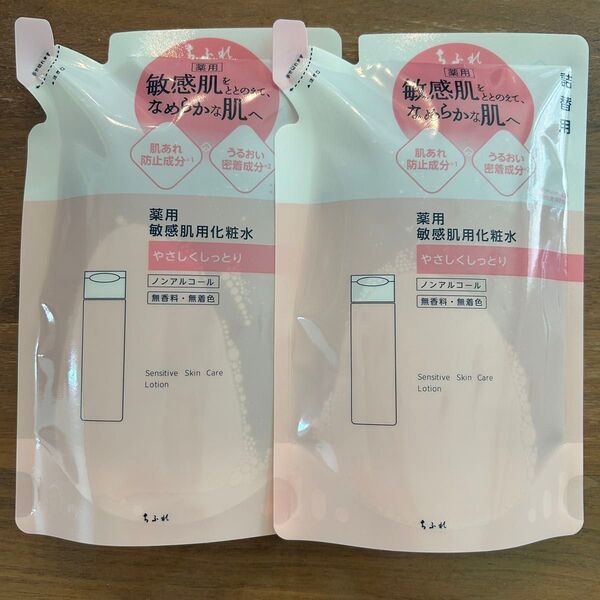 ちふれ
[薬用]
敏感肌を
ととのえて、
なめらかな肌へ
肌あれ
防止成分*1
うるおい
密着成分*2
薬用
敏感肌用化粧水
やさしくしっとり
ノンアルコール
無香料・無着色
Sensitive Skin Care
Lotion
ちふれ
ちふれ
[薬用]
敏感肌を
ととのえて、
なめらかな肌へ
肌あれ
防止成分*1
うるおい
密着成分*2
詰替用
薬用
敏感肌用化粧水
やさしくしっとり
ノンアルコール
無香料・無着色
Sensitive Skin Care
Lotion
ちふれ